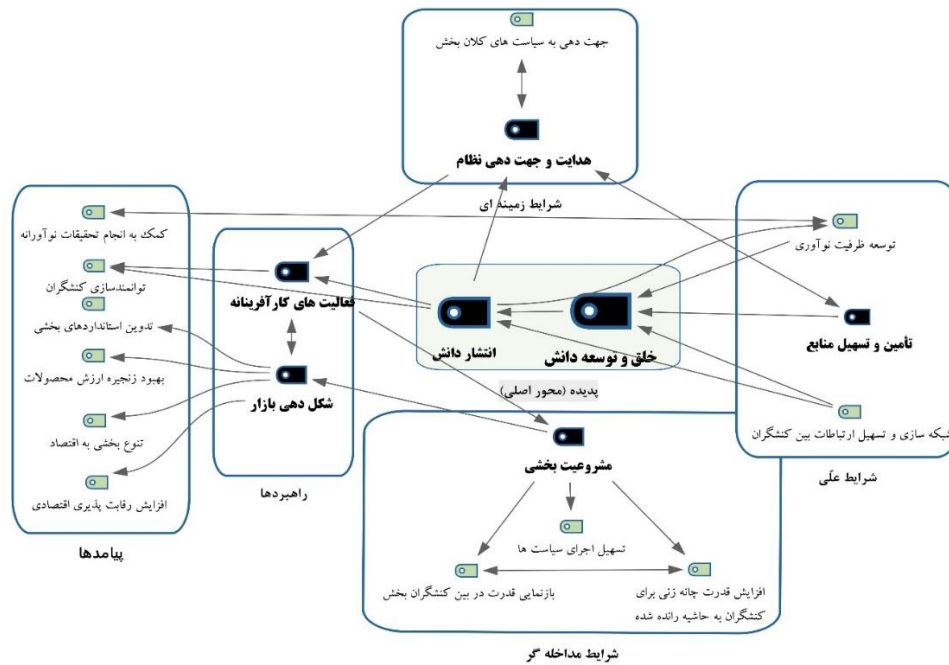 جهت دهی به سیاست های کلان بخش
هدایت و جهت دهی نظام
شرایط زمینه ای
توسعه ظرفیت نوآوری
تأمین و تسهیل منابع
شبکه سازی و تسهیل ارتباطات بین کنشگران
شرایط علّی
خلق و توسعه دانش
انتشار دانش
پدیده (محور اصلی)
فعالیت های کارآفرینانه
شکل دهی بازار
راهبردها
کمک به انجام تحقیقات نوآورانه
توانمندسازی کنشگران
تدوین استانداردهای بخشی
بهبود زنجیره ارزش محصولات
تنوع بخشی به اقتصاد
افزایش رقابت پذیری اقتصادی
پیامدها
مشروعیت بخشی
تسهیل اجرای سیاست ها
افزایش قدرت چانه زنی برای
کنشگران به حاشیه رانده شده
بازنمایی قدرت در بین کنشگران بخش
شرایط مداخله گر